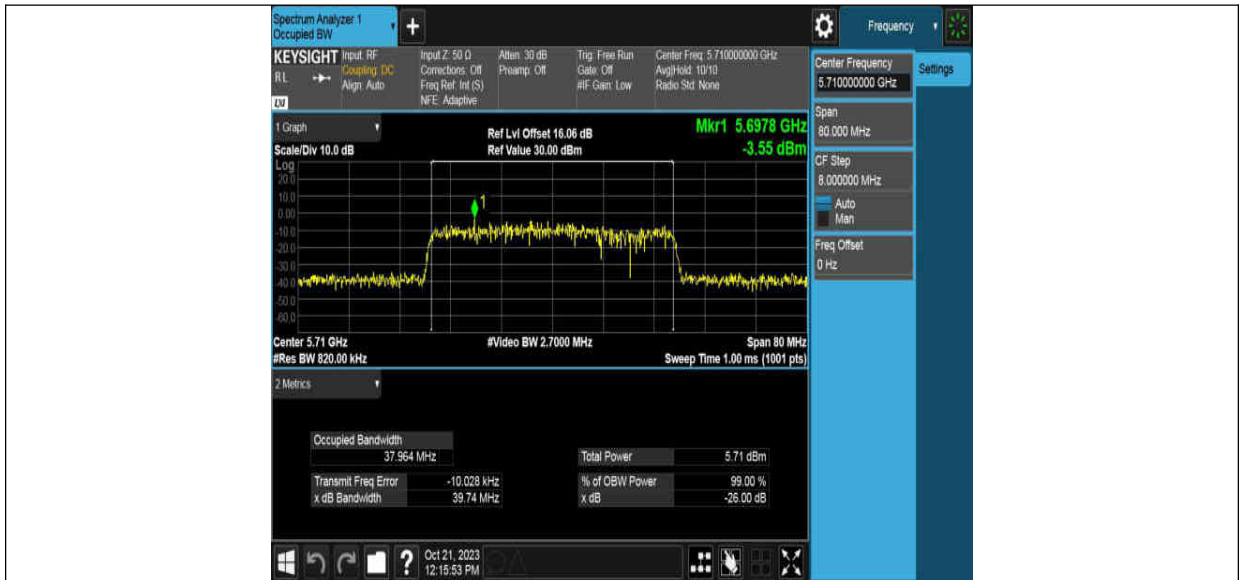 Spectrum Analyzer 1
Occupied BW
+
Frequency
KEYSIGHT
RL
LXI
Input: RF
Coupling: DC
Align: Auto
Input Z: 50 Ω
Corrections: Off
Freq Ref: Int (S)
NFE: Adaptive
Atten: 30 dB
Preamp: Off
Trig: Free Run
Gate: Off
#IF Gain: Low
Center Freq: 5.710000000 GHz
Avg|Hold: 10/10
Radio Std: None
Center Frequency
5.710000000 GHz
Settings
Span
80.000 MHz
CF Step
8.000000 MHz
Auto
Man
Freq Offset
0 Hz
1 Graph
Scale/Div 10.0 dB
Ref Lvl Offset 16.06 dB
Ref Value 30.00 dBm
Mkr1 5.6978 GHz
-3.55 dBm
Log
20.0
10.0
0.00
-10.0
-20.0
-30.0
-40.0
-50.0
-60.0
1
Center 5.71 GHz
#Res BW 820.00 kHz
#Video BW 2.7000 MHz
Span 80 MHz
Sweep Time 1.00 ms (1001 pts)
2 Metrics
Occupied Bandwidth
37.964 MHz
Total Power 5.71 dBm
Transmit Freq Error -10.028 kHz
% of OBW Power 99.00 %
x dB Bandwidth 39.74 MHz
x dB -26.00 dB
?
Oct 21, 2023
12:15:53 PM